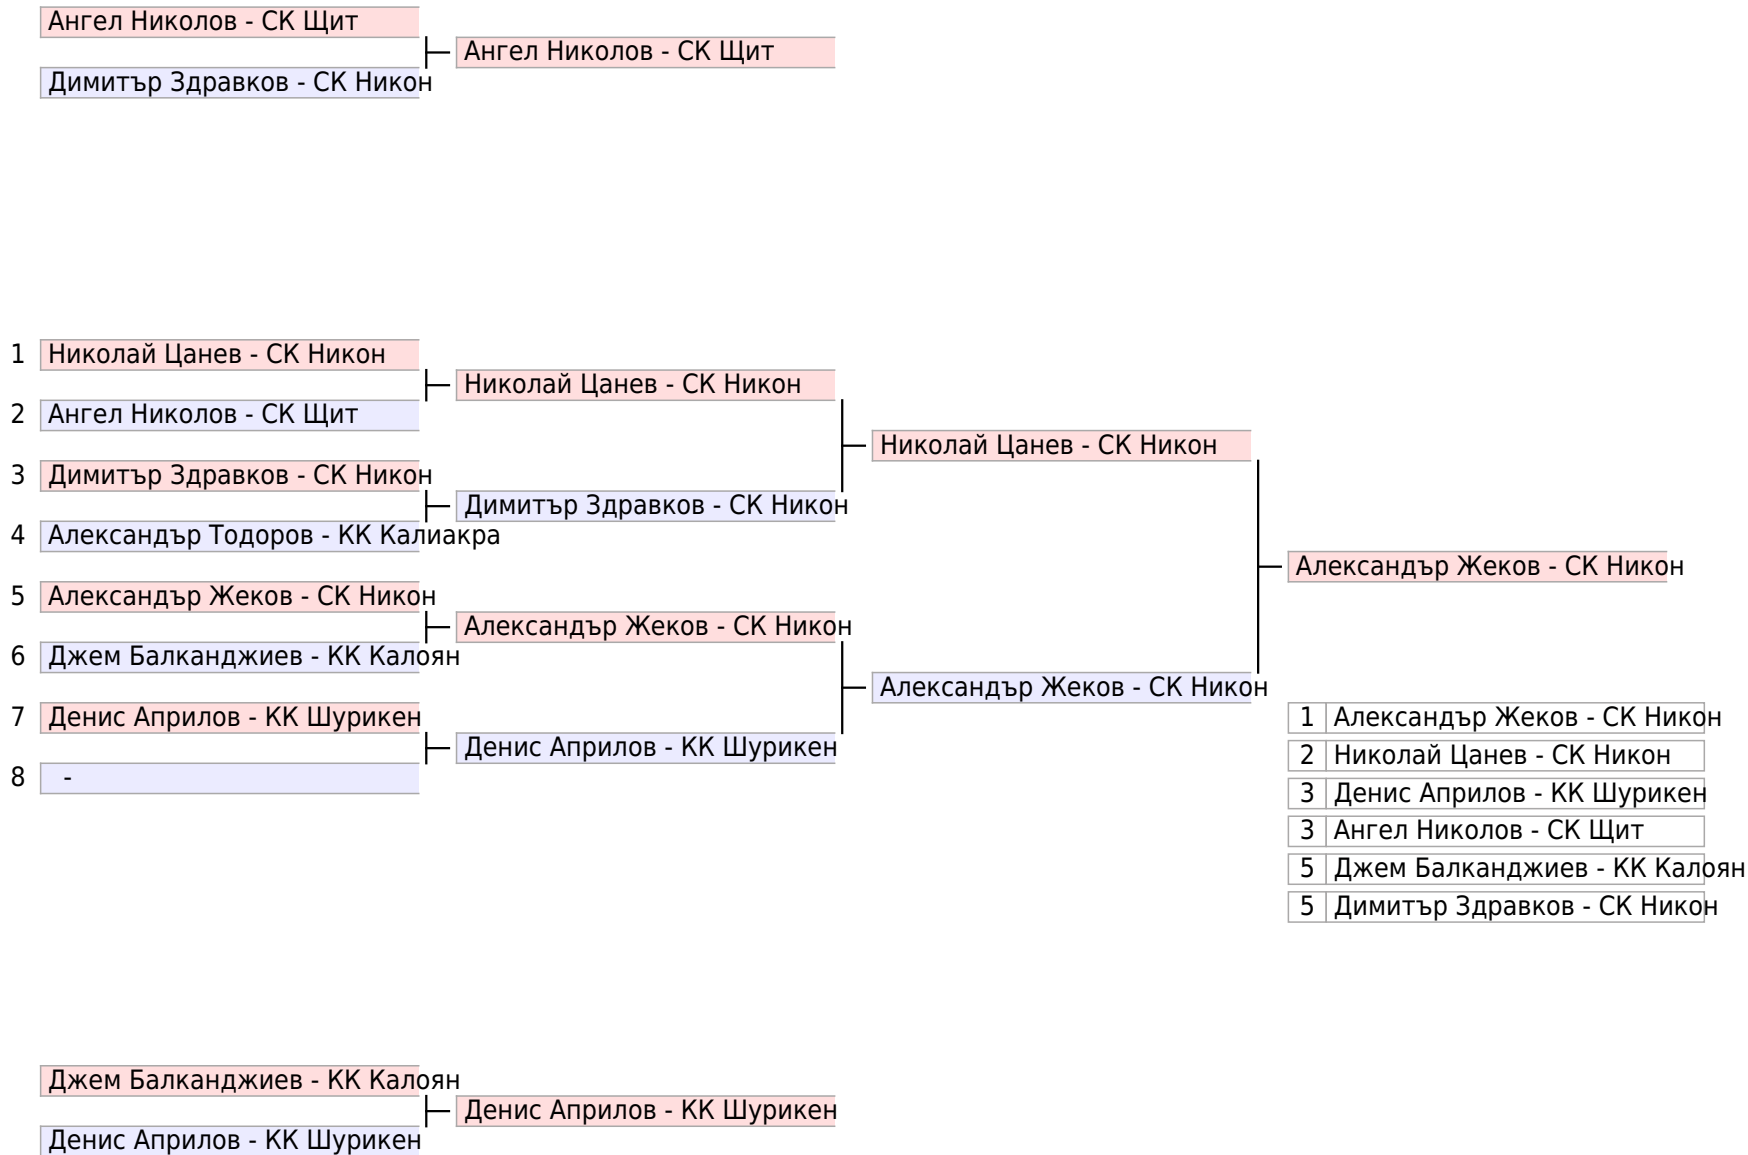 Ангел Николов - СК Щит
Ангел Николов - СК Щит
Димитър Здравков - СК Никон
1 Николай Цанев - СК Никон
Николай Цанев - СК Никон
2 Ангел Николов - СК Щит
Николай Цанев - СК Никон
3 Димитър Здравков - СК Никон
Димитър Здравков - СК Никон
4 Александър Тодоров - КК Калиакра
Александър Жеков - СК Никон
5 Александър Жеков - СК Никон
Александър Жеков - СК Никон
6 Джем Балканджиев - КК Калоян
Александър Жеков - СК Никон
7 Денис Априлов - КК Шурикен
Денис Априлов - КК Шурикен
8 -
1 Александър Жеков - СК Никон
2 Николай Цанев - СК Никон
3 Денис Априлов - КК Шурикен
3 Ангел Николов - СК Щит
5 Джем Балканджиев - КК Калоян
5 Димитър Здравков - СК Никон
Джем Балканджиев - КК Калоян
Денис Априлов - КК Шурикен
Денис Априлов - КК Шурикен